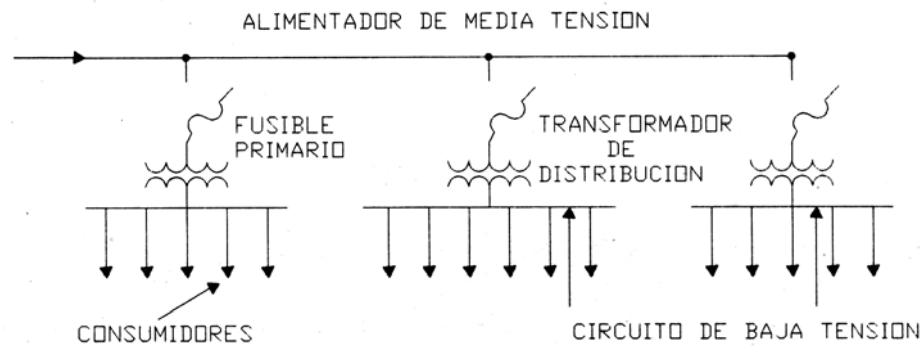 ALIMENTADOR DE MEDIA TENSION
FUSIBLE
PRIMARIO
TRANSFORMADOR
DE
DISTRIBUCION
CONSUMIDORES
CIRCUITO DE BAJA TENSION